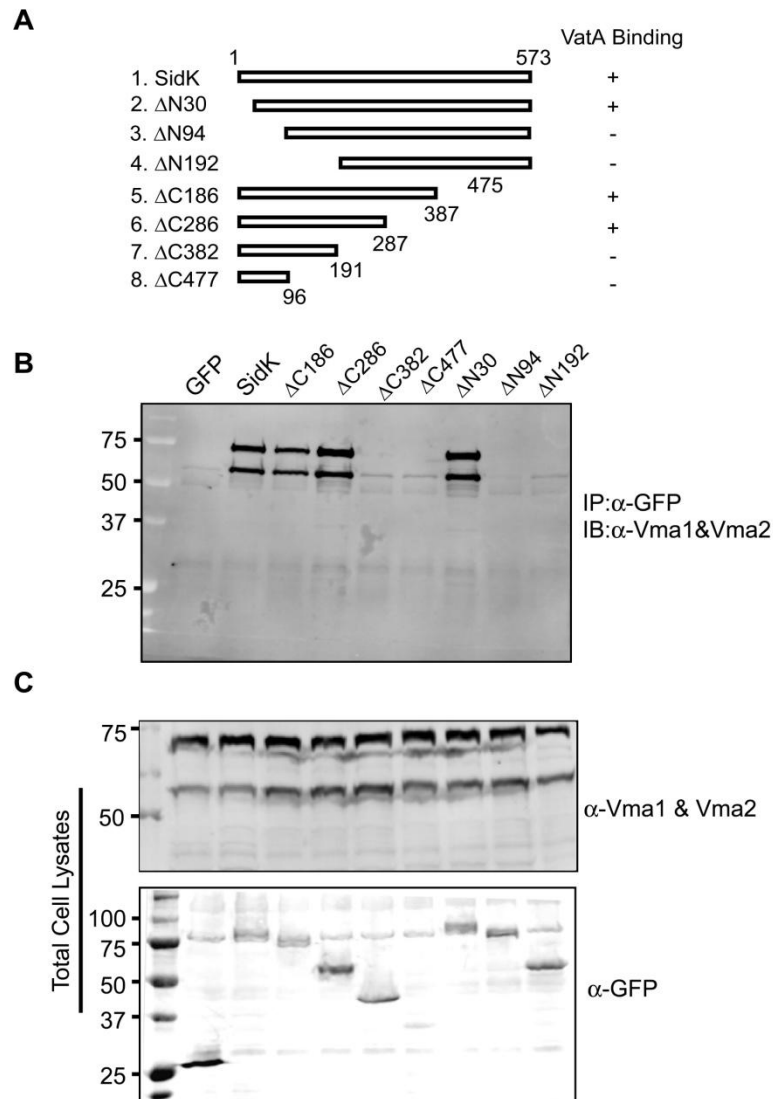 A
VatA Binding
1 573
1. SidK +
2. ΔN30 +
3. ΔN94 -
4. ΔN192 -
475
5. ΔC186 +
387
6. ΔC286 +
287
7. ΔC382 -
191
8. ΔC477 -
96
B
GFP SidK ΔC186 ΔC286 ΔC382 ΔC477 ΔN30 ΔN94 ΔN192
75
50
37
25
IP:α-GFP
IB:α-Vma1&Vma2
C
Total Cell Lysates
75
50
α-Vma1 & Vma2
100
75
50
37
25
α-GFP